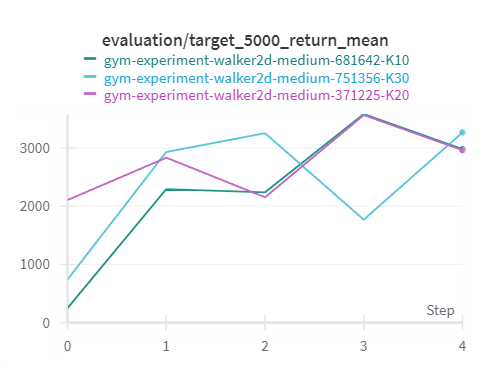 evaluation/target_5000_return_mean
gym-experiment-walker2d-medium-681642-K10
gym-experiment-walker2d-medium-751356-K30
gym-experiment-walker2d-medium-371225-K20
3000
2000
1000
0
Step
0 1 2 3 4